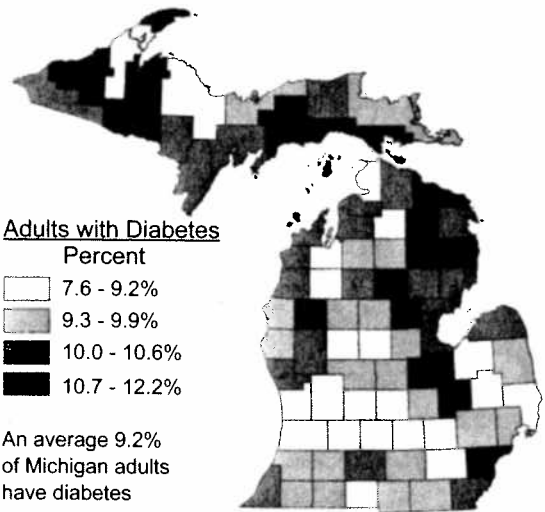 Adults with Diabetes
Percent
7.6 - 9.2%
9.3 - 9.9%
10.0 - 10.6%
10.7 - 12.2%
An average 9.2%
of Michigan adults
have diabetes